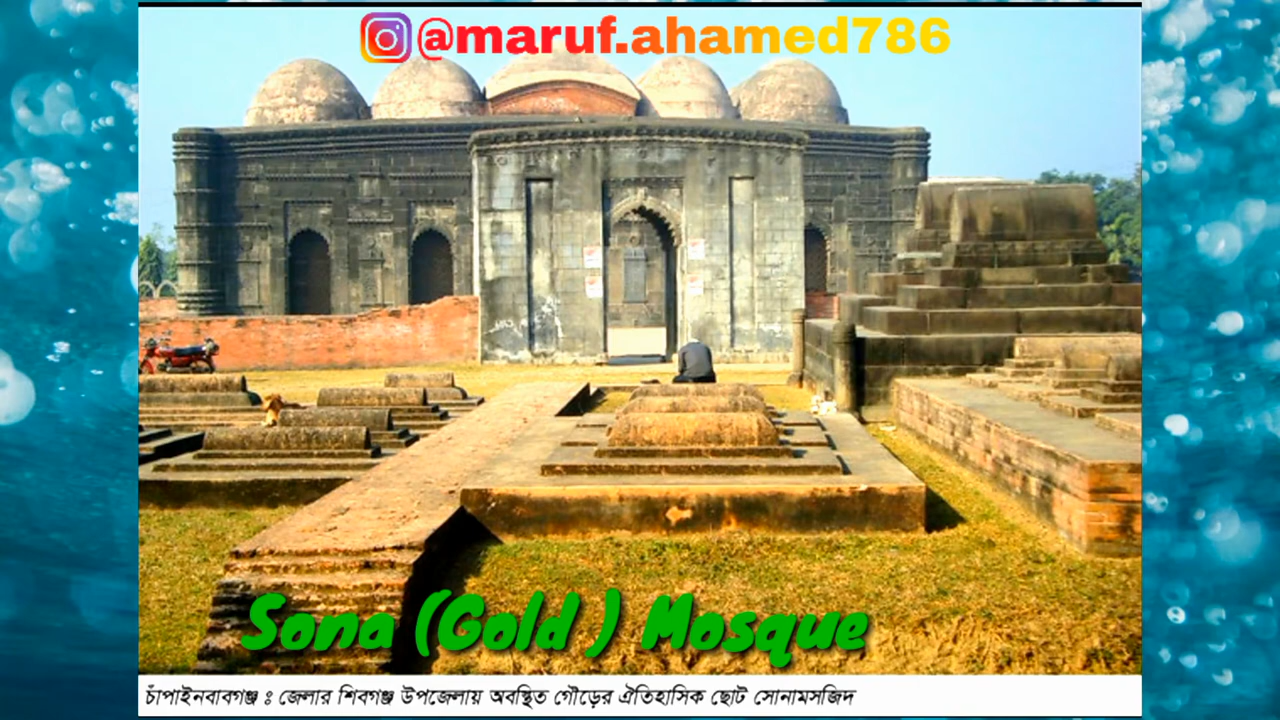 @maruf.ahamed786
Sona (Gold ) Mosque
চাঁপাইনবাবগঞ্জ ঃ জেলার শিবগঞ্জ উপজেলায় অবস্থিত গৌড়ের ঐতিহাসিক ছোট সোনামসজিদ